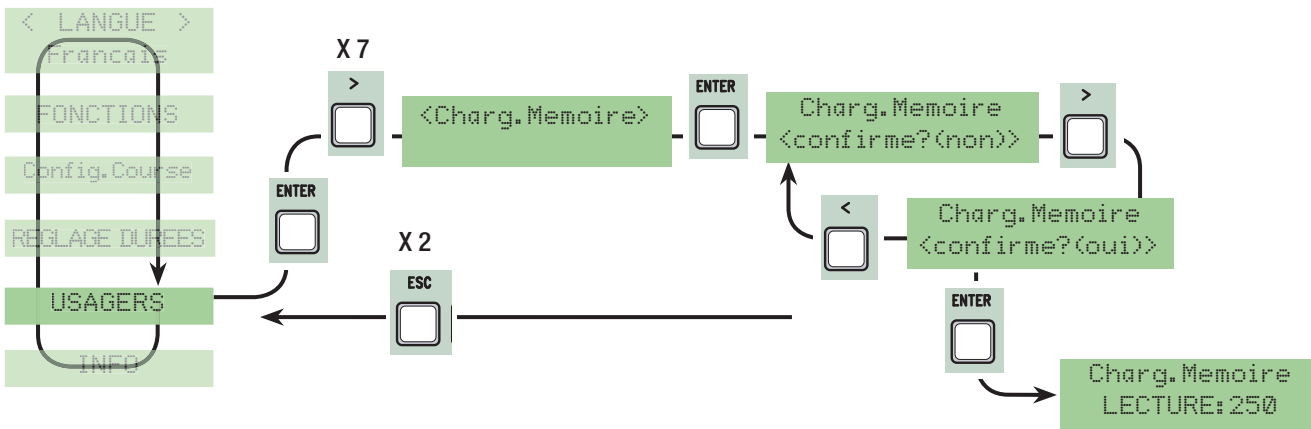 < LANGUE >
Francais
FONCTIONS
Config.Course
REGLAGE DUREES
USAGERS
INFO
ENTER
X 7
>
<Charg.Memoire>
ENTER
Charg.Memoire
<confirme?(non)>
>
Charg.Memoire
<confirme?(oui)>
<
X 2
ESC
ENTER
Charg.Memoire
LECTURE:250